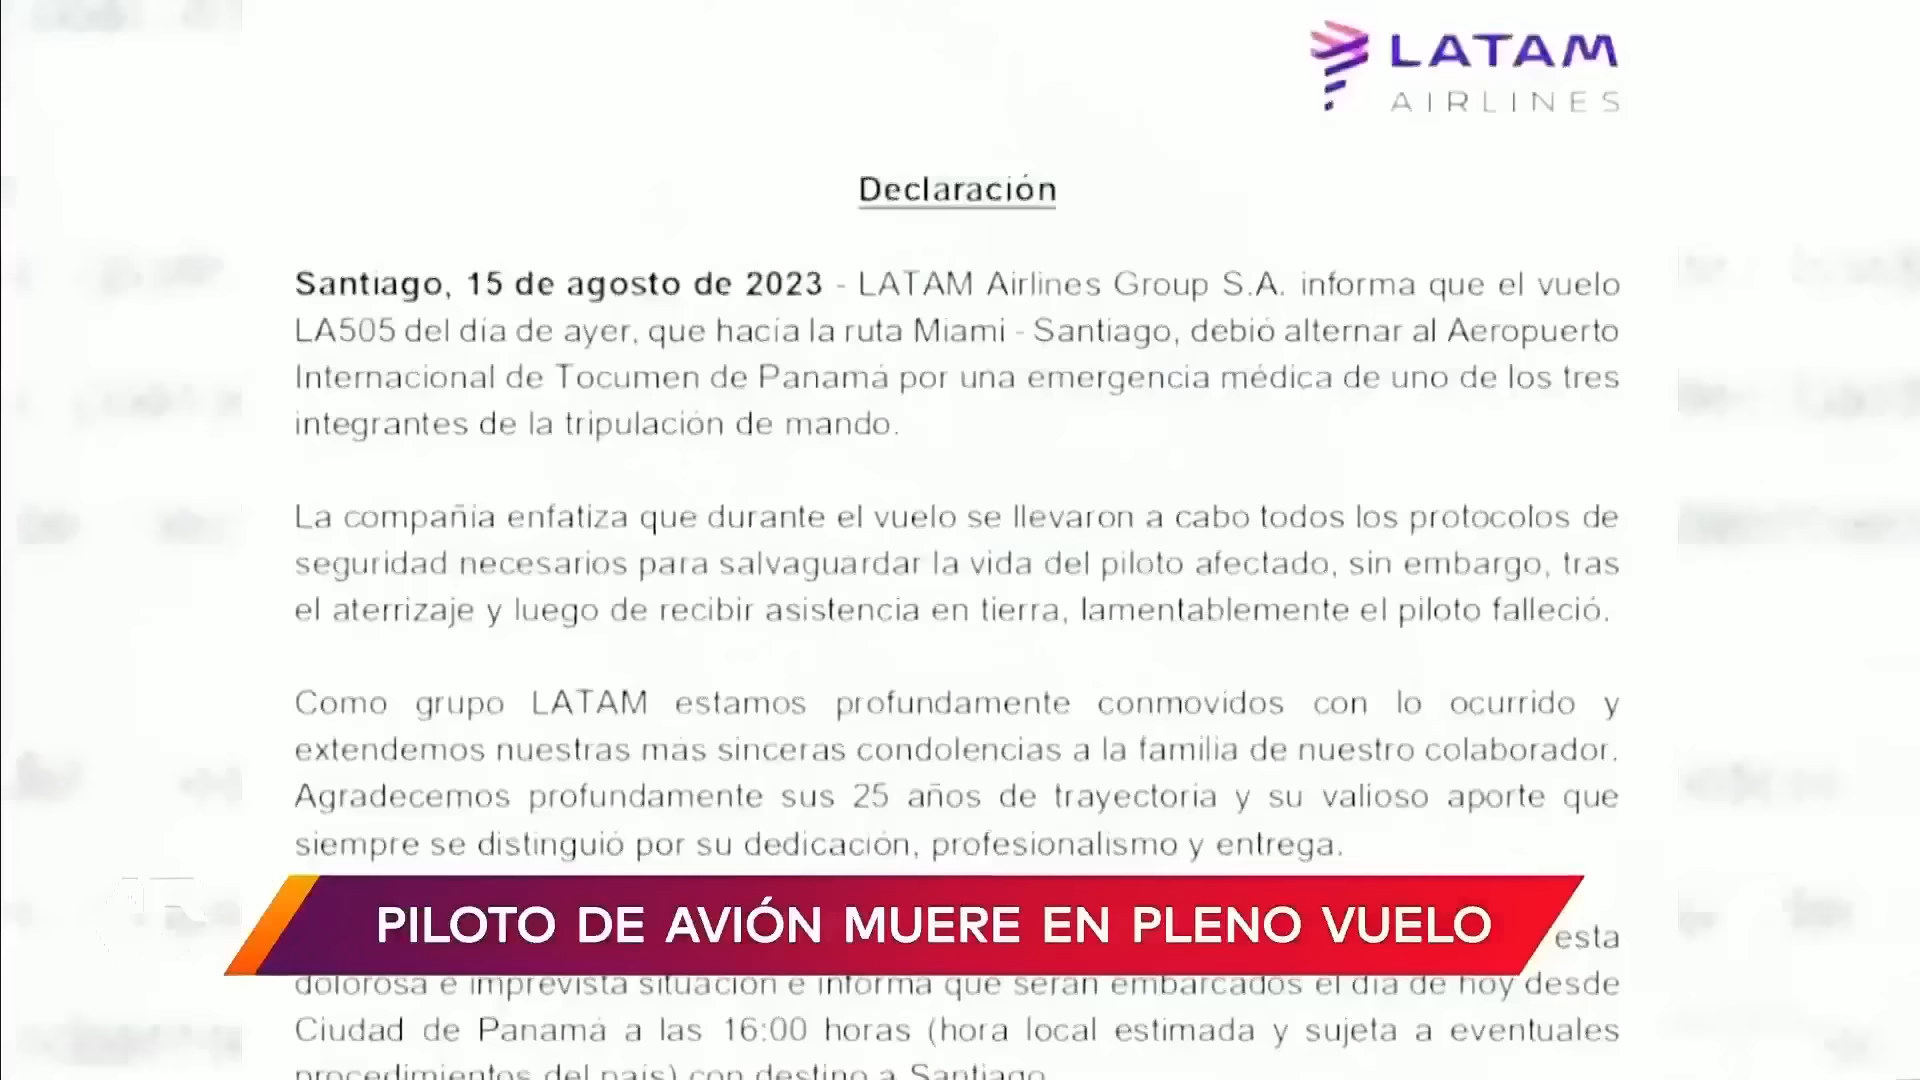 LATAM
AIRLINES
Declaración
Santiago, 15 de agosto de 2023 - LATAM Airlines Group S.A. informa que el vuelo
LA505 del día de ayer, que hacía la ruta Miami - Santiago, debió alternar al Aeropuerto
Internacional de Tocumen de Panamá por una emergencia médica de uno de los tres
integrantes de la tripulación de mando.
La compañía enfatiza que durante el vuelo se llevaron a cabo todos los protocolos de
seguridad necesarios para salvaguardar la vida del piloto afectado, sin embargo, tras
el aterrizaje y luego de recibir asistencia en tierra, lamentablemente el piloto falleció.
Como grupo LATAM estamos profundamente conmovidos con lo ocurrido y
extendemos nuestras más sinceras condolencias a la familia de nuestro colaborador.
Agradecemos profundamente sus 25 años de trayectoria y su valioso aporte que
siempre se distinguió por su dedicación, profesionalismo y entrega.
PILOTO DE AVIÓN MUERE EN PLENO VUELO
esta
dolorosa e imprevista situación e informa que serán embarcados el día de hoy desde
Ciudad de Panamá a las 16:00 horas (hora local estimada y sujeta a eventuales
procedimientos del país) con destino a Santiago